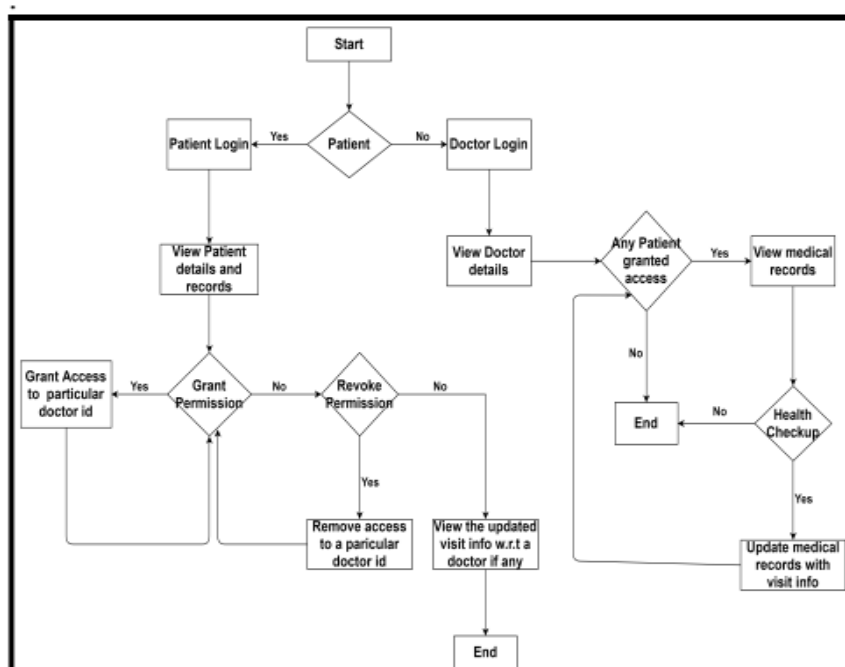 Start
Patient Login
Yes
Patient
No
Doctor Login
View Patient
details and
records
View Doctor
details
Any Patient
granted
access
Yes
View medical
records
No
Grant Access
to particular
doctor id
Yes
Grant
Permission
No
Revoke
Permission
No
End
No
Health
Checkup
Yes
Yes
Remove access
to a paricular
doctor id
View the updated
visit info w.r.t a
doctor if any
Update medical
records with
visit info
End